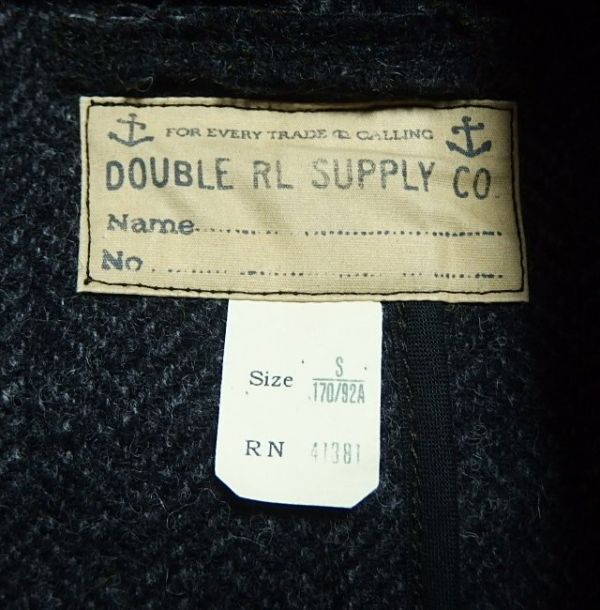 FOR EVERY TRADE & CALLING
DOUBLE RL SUPPLY CO.
Name
No
Size S
170/92A
RN 41381